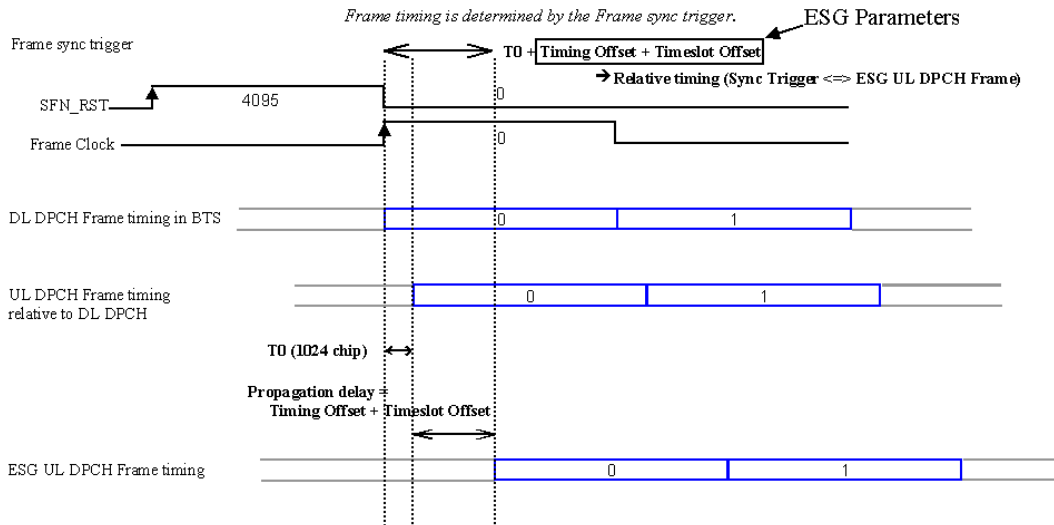 Frame timing is determined by the Frame sync trigger.
ESG Parameters
Frame sync trigger
T0 + Timing Offset + Timeslot Offset
→ Relative timing (Sync Trigger <=> ESG UL DPCH Frame)
SFN_RST
4095
0
Frame Clock
0
DL DPCH Frame timing in BTS
0
1
UL DPCH Frame timing
relative to DL DPCH
0
1
T0 (1024 chip)
Propagation delay =
Timing Offset + Timeslot Offset
ESG UL DPCH Frame timing
0
1